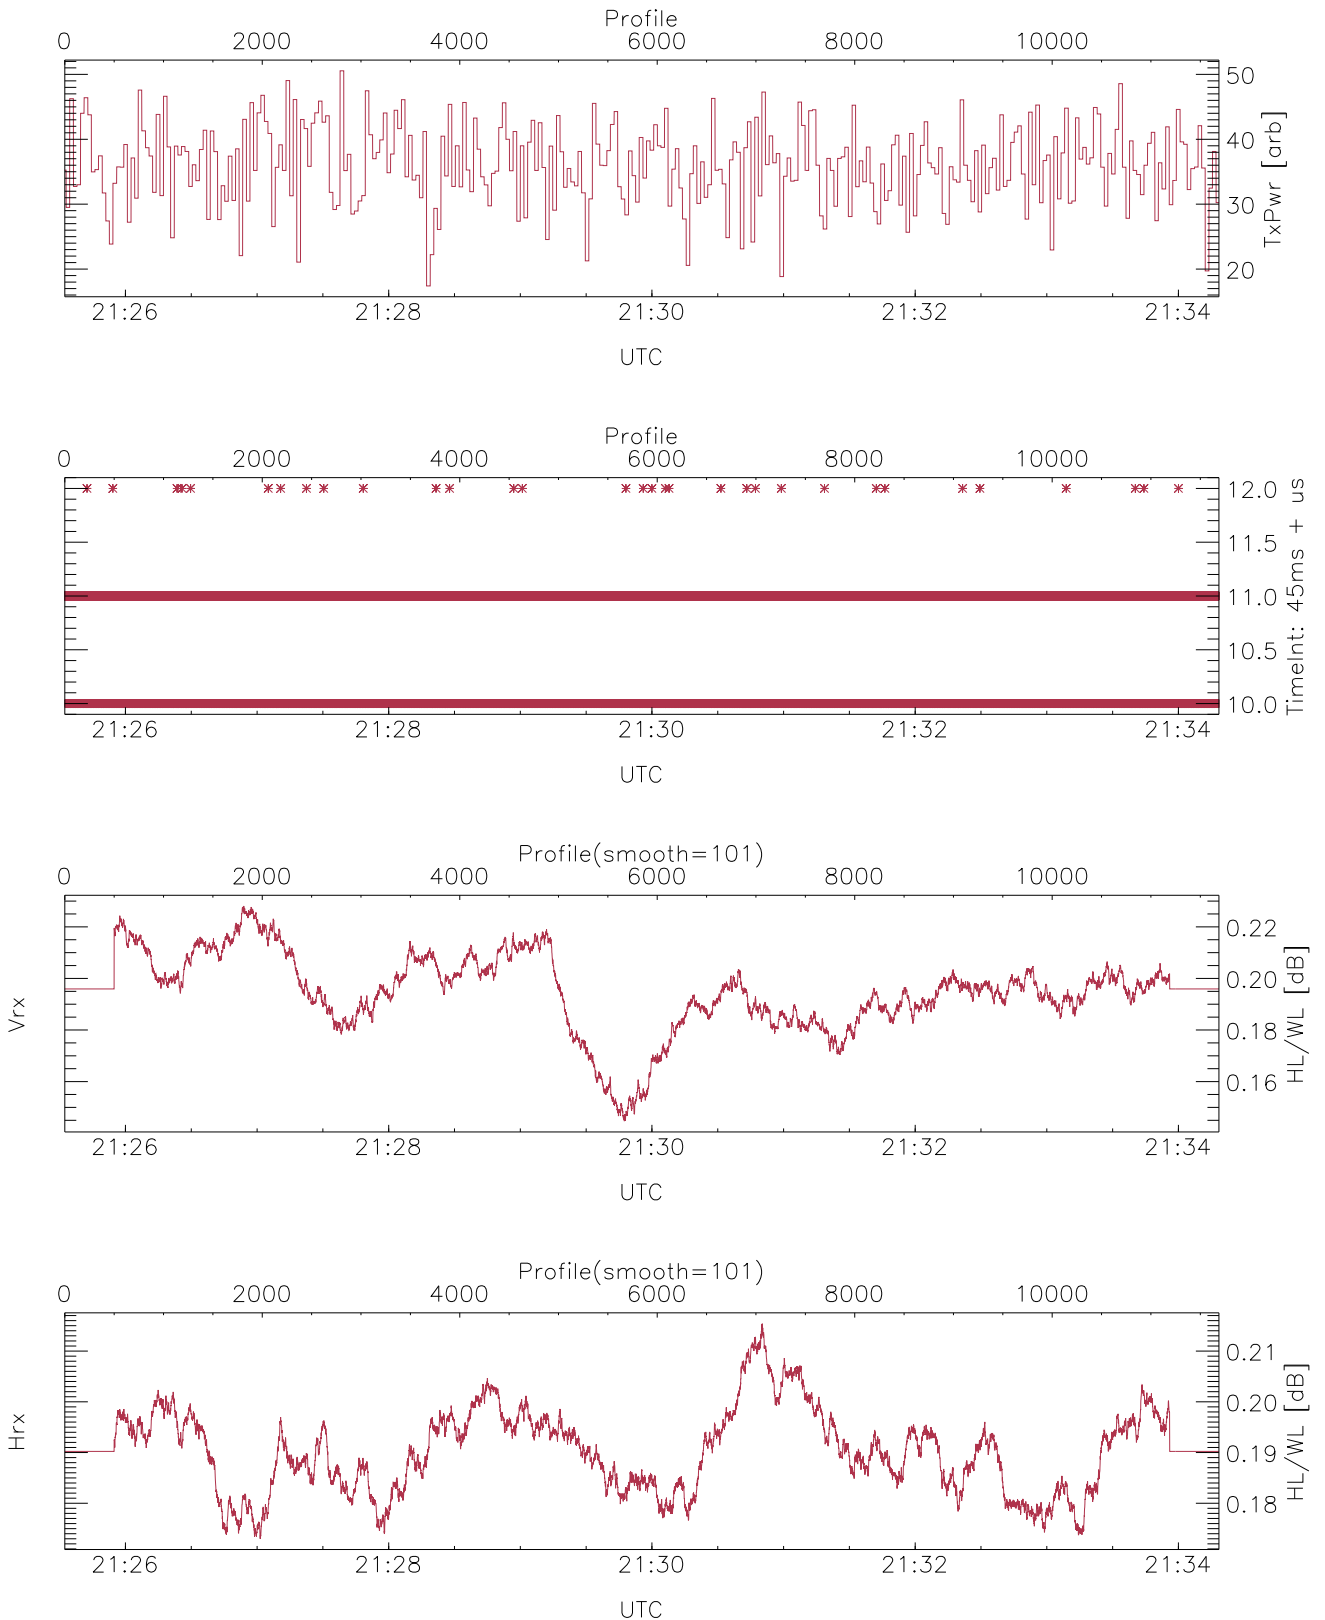 Profile
0 2000 4000 6000 8000 10000
50
40
30
20
TxPwr [arb]
21:26 21:28 21:30 21:32 21:34
UTC
Profile
0 2000 4000 6000 8000 10000
12.0
11.5
11.0
10.5
10.0
TimeInt: 45ms + us
21:26 21:28 21:30 21:32 21:34
UTC
Profile(smooth=101)
0 2000 4000 6000 8000 10000
Vrx
0.22
0.20
0.18
0.16
HL/WL [dB]
21:26 21:28 21:30 21:32 21:34
UTC
Profile(smooth=101)
0 2000 4000 6000 8000 10000
Hrx
0.21
0.20
0.19
0.18
HL/WL [dB]
21:26 21:28 21:30 21:32 21:34
UTC